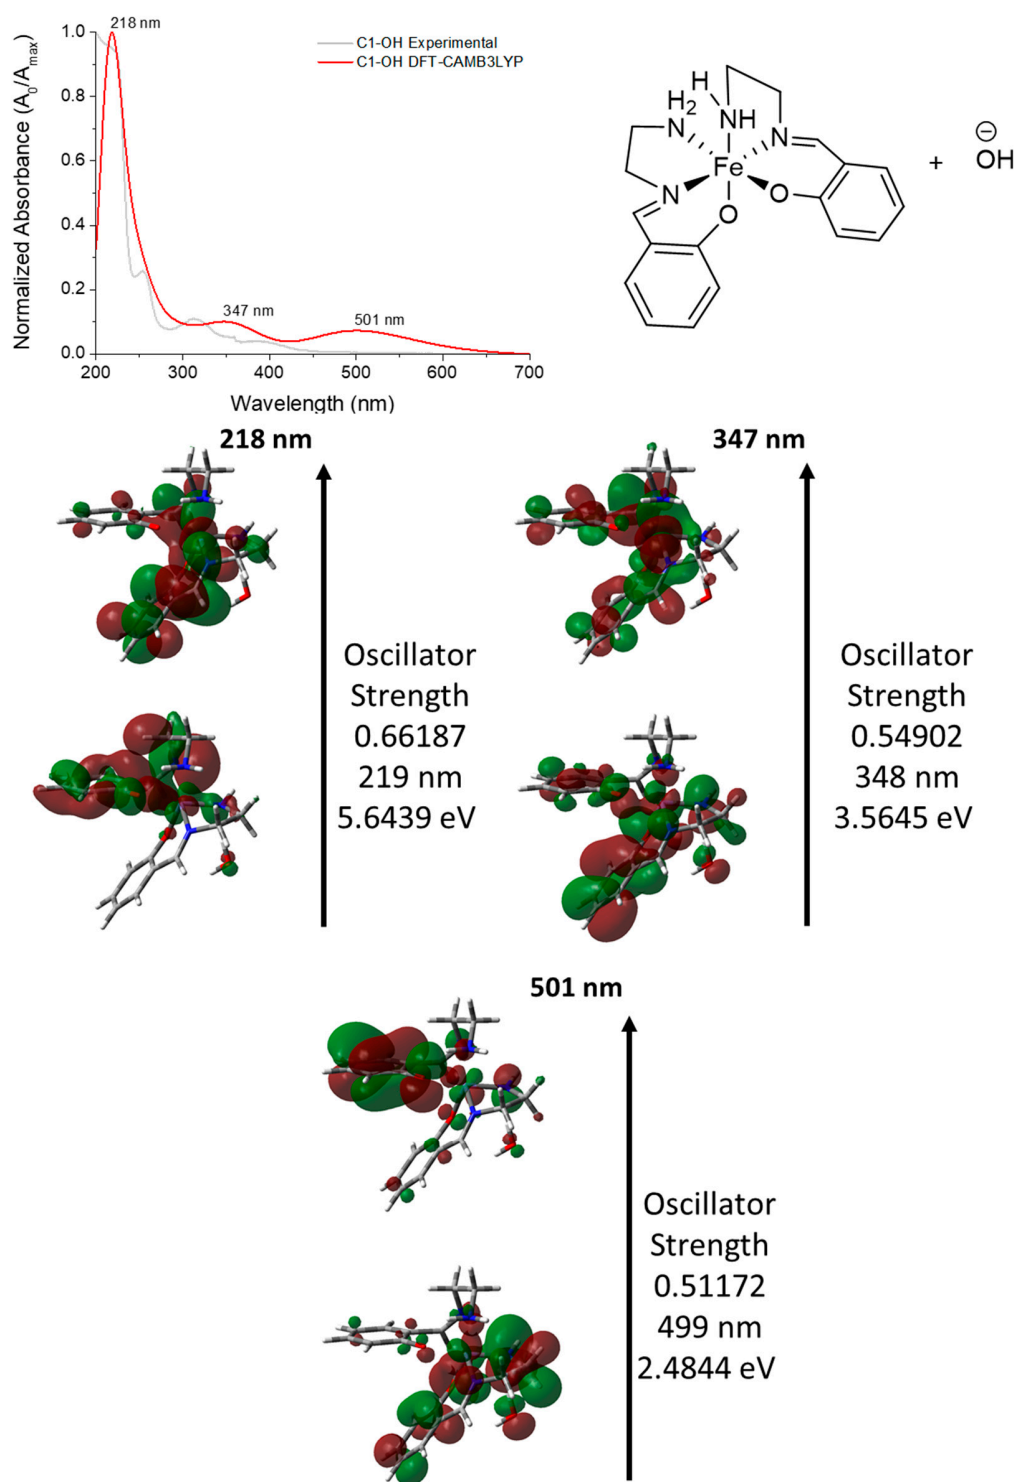 218 nm
C1-OH Experimental
C1-OH DFT-CAMB3LYP
Normalized Absorbance (A0/Amax)
1.0
0.8
0.6
0.4
0.2
0.0
347 nm
501 nm
200
300
400
500
600
700
Wavelength (nm)
H
H2
N
NH
N
Fe
N
O
O
+
⊖
OH
218 nm
Oscillator
Strength
0.66187
219 nm
5.6439 eV
347 nm
Oscillator
Strength
0.54902
348 nm
3.5645 eV
501 nm
Oscillator
Strength
0.51172
499 nm
2.4844 eV